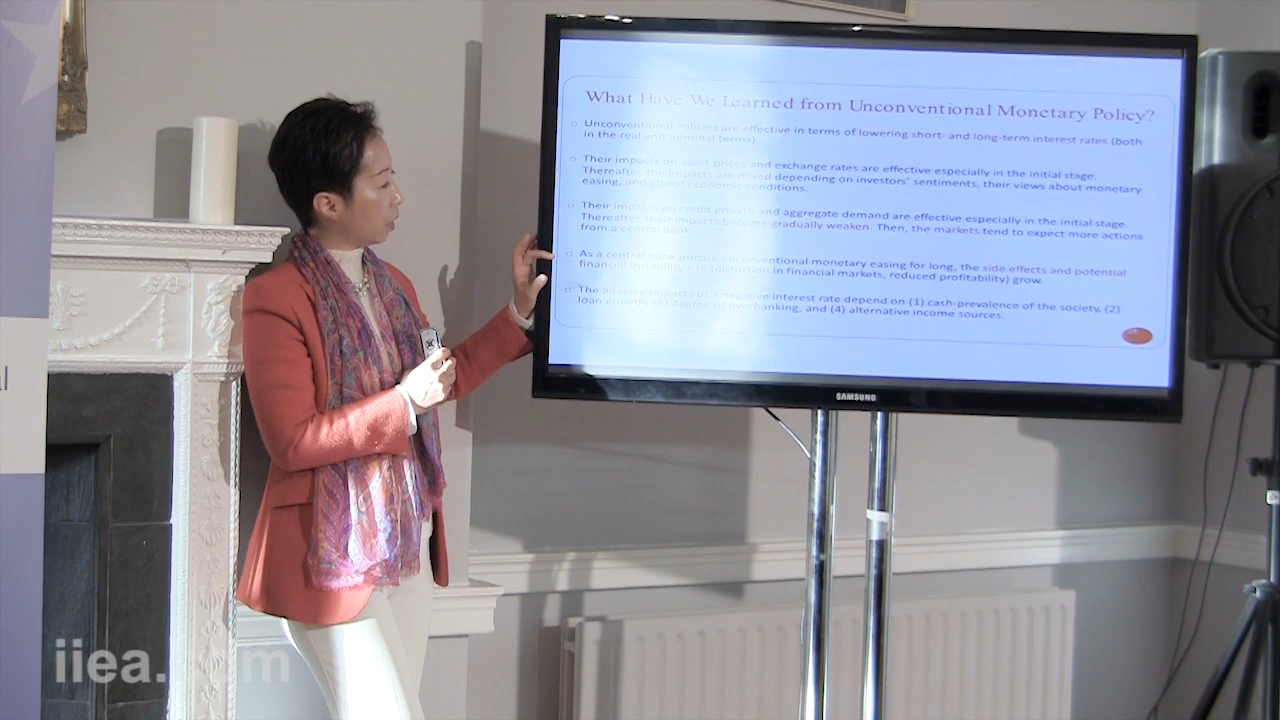 What Have We Learned from Unconventional Monetary Policy?
Unconventional Policies are effective in terms of lowering short- and long-term interest rates (both
in the real and nominal terms).
Their impacts on asset prices and exchange rates are effective especially in the initial stage.
Thereafter the impacts are mixed depending on investors' sentiments, their views about monetary
easing, and global economic conditions.
Their impacts on credit growth and aggregate demand are effective especially in the initial stage.
Thereafter their impacts become gradually weaken. Then, the markets tend to expect more actions
from a central bank.
As a central bank pursue unconventional monetary easing for long, the side effects and potential
financial instability risk (distortion in financial markets, reduced profitability) grow.
The adverse impacts of a negative interest rate depend on (1) cash-prevalence of the society, (2)
loan growth, (3) degree of overbanking, and (4) alternative income sources.
SAMSUNG
iiea.com